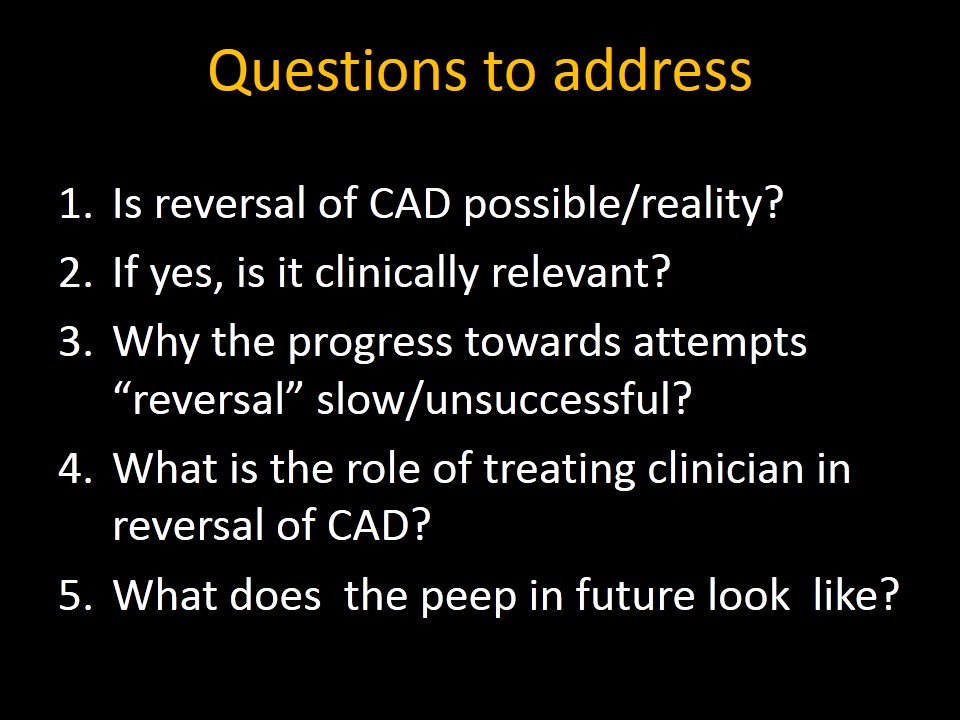 Questions to address
1. Is reversal of CAD possible/reality?
2. If yes, is it clinically relevant?
3. Why the progress towards attempts
“reversal” slow/unsuccessful?
4. What is the role of treating clinician in
reversal of CAD?
5. What does  the peep in future look  like?